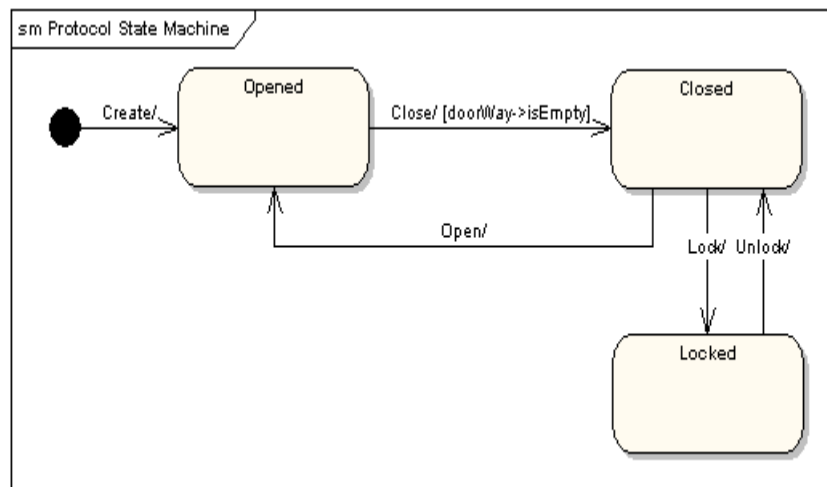 sm Protocol State Machine
Opened
Closed
Create/
Close/ [doorWay->isEmpty]
Open/
Lock/
Unlock/
Locked